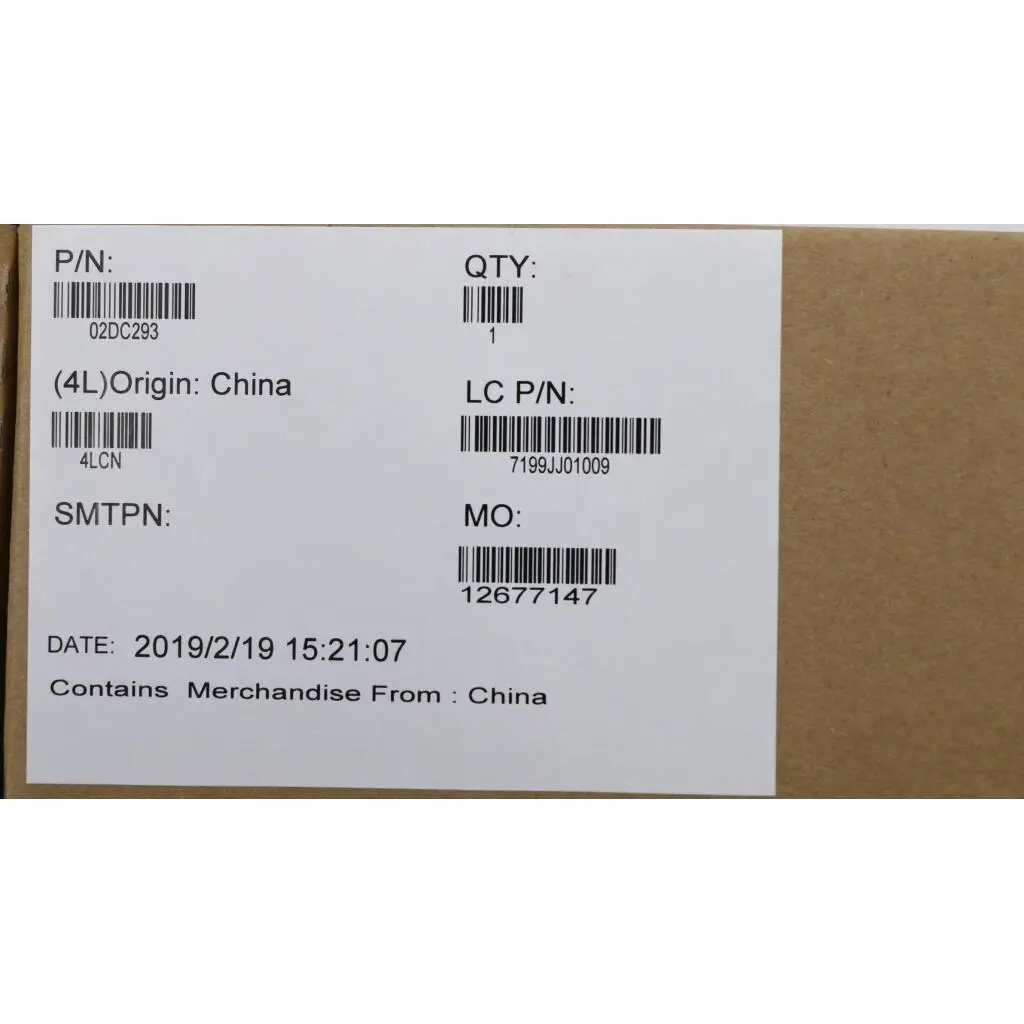 P/N:
02DC293
QTY:
1
(4L)Origin: China
4LCN
LC P/N:
7199JJ01009
SMTPN:
MO:
12677147
DATE: 2019/2/19 15:21:07
Contains Merchandise From : China